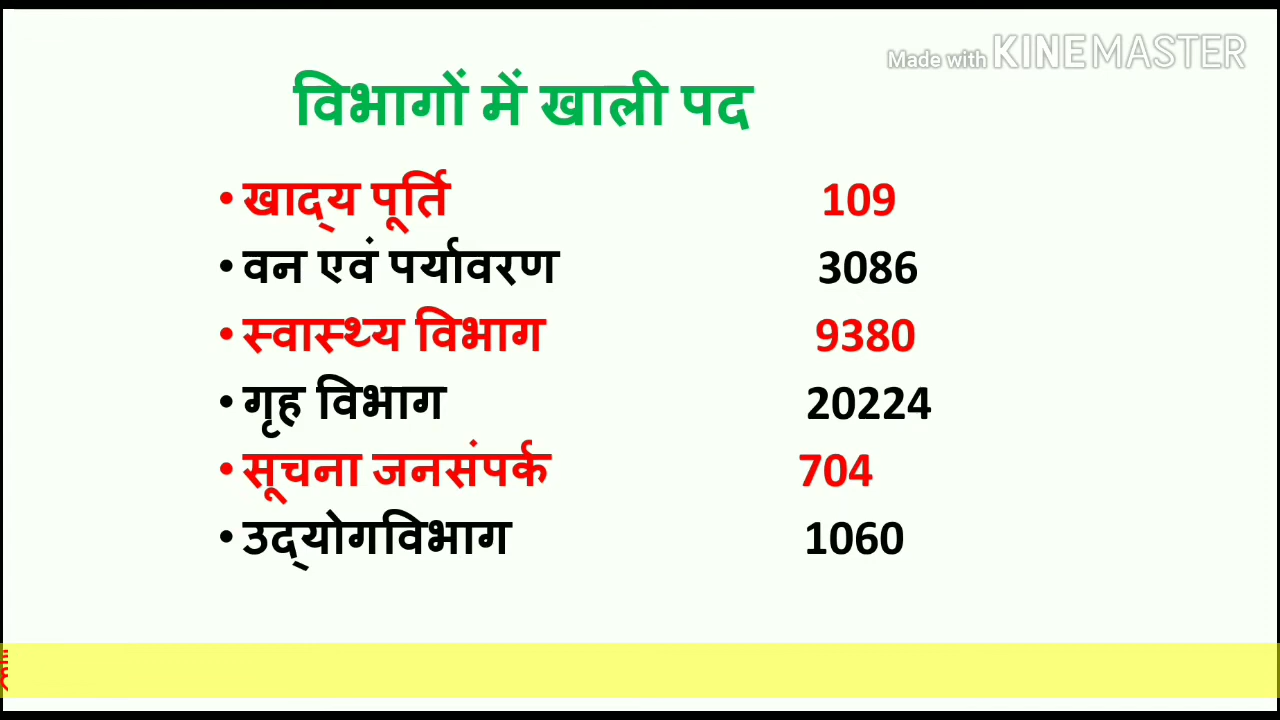 Made with KINEMASTER
विभागों में खाली पद
• खाद्य पूर्ति 109
• वन एवं पर्यावरण 3086
• स्वास्थ्य विभाग 9380
• गृह विभाग 20224
• सूचना जनसंपर्क 704
• उद्योगविभाग 1060